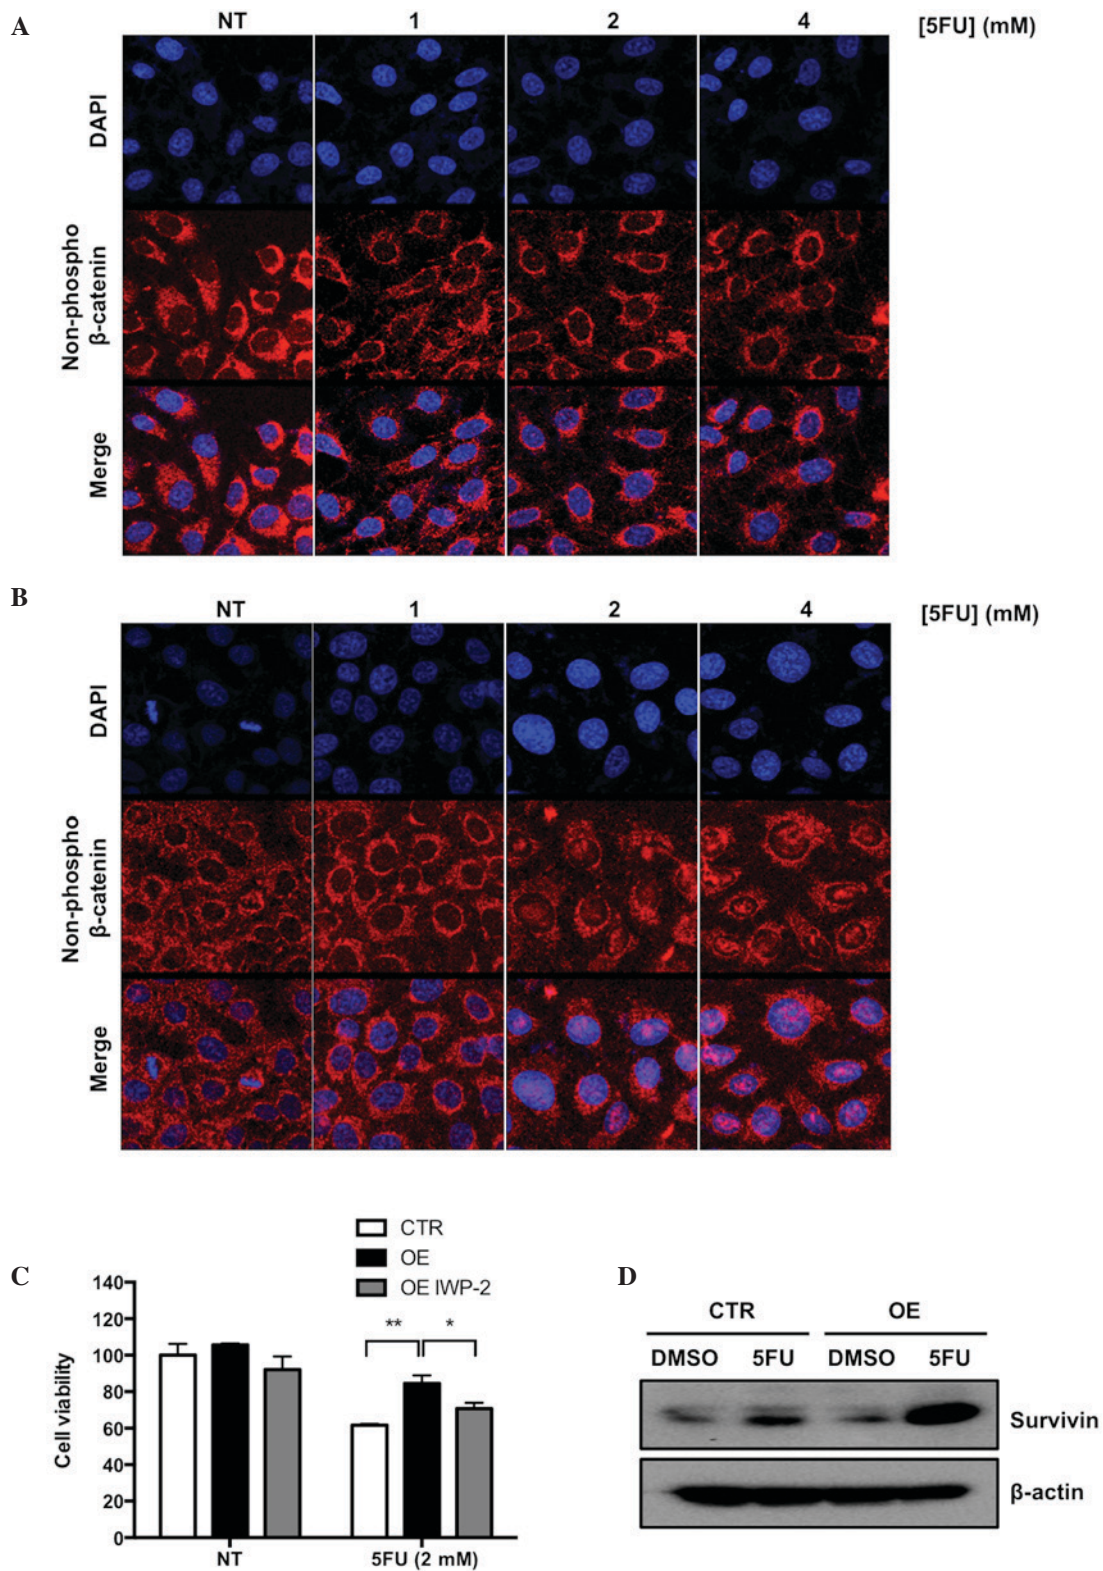 A
NT 1 2 4 [5FU] (mM)
DAPI
Non-phospho
β-catenin
Merge
B
NT 1 2 4 [5FU] (mM)
DAPI
Non-phospho
β-catenin
Merge
C
CTR
OE
OE IWP-2
Cell viability
140
120
100
80
60
40
20
0
** *
NT 5FU (2 mM)
D
CTR OE
DMSO 5FU DMSO 5FU
Survivin
β-actin